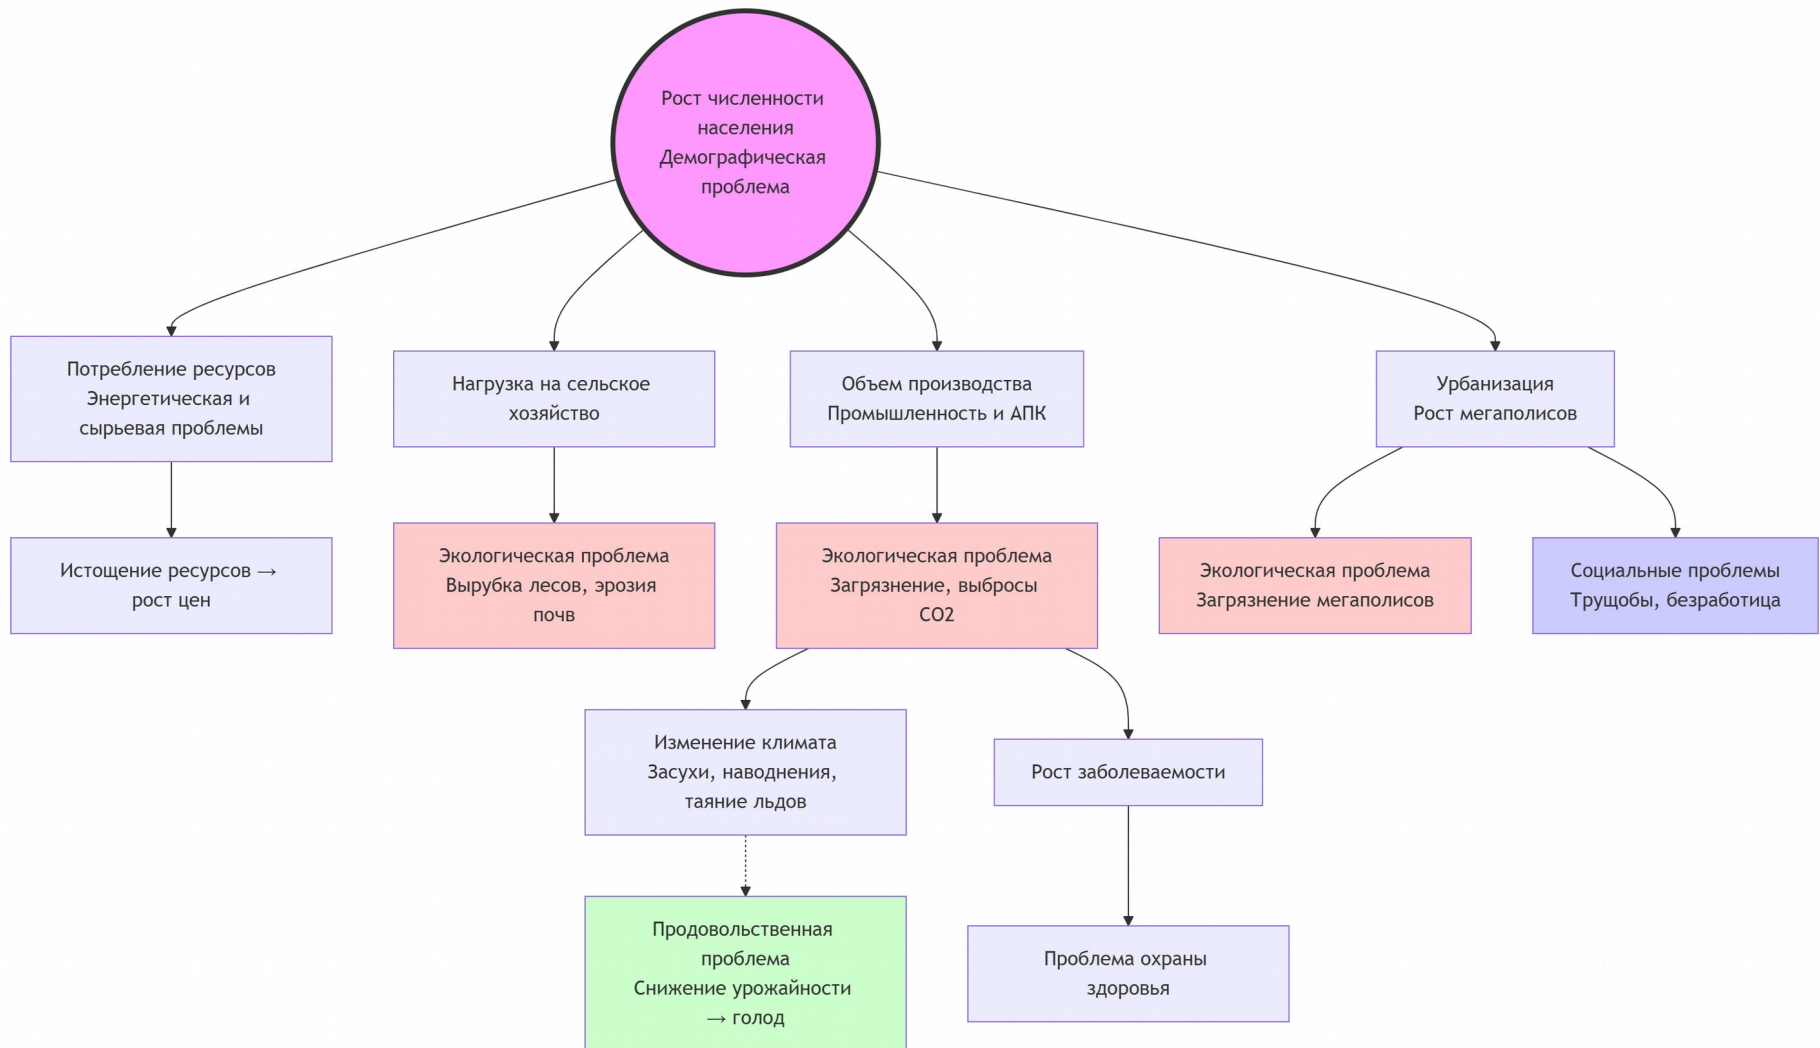 Рост численности
населения
Демографическая
проблема
Потребление ресурсов
Энергетическая и
сырьевая проблемы
Нагрузка на сельское
хозяйство
Объем производства
Промышленность и АПК
Урбанизация
Рост мегаполисов
Истощение ресурсов →
рост цен
Экологическая проблема
Вырубка лесов, эрозия
почв
Экологическая проблема
Загрязнение, выбросы
CO2
Экологическая проблема
Загрязнение мегаполисов
Социальные проблемы
Трущобы, безработица
Изменение климата
Засухи, наводнения,
таяние льдов
Рост заболеваемости
Продовольственная
проблема
Снижение урожайности
→ голод
Проблема охраны
здоровья